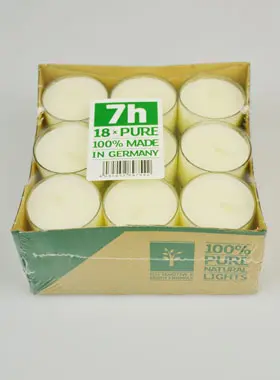 7h
18 × PURE
100% MADE
IN GERMANY
100%
PURE
NATURAL
LIGHTS